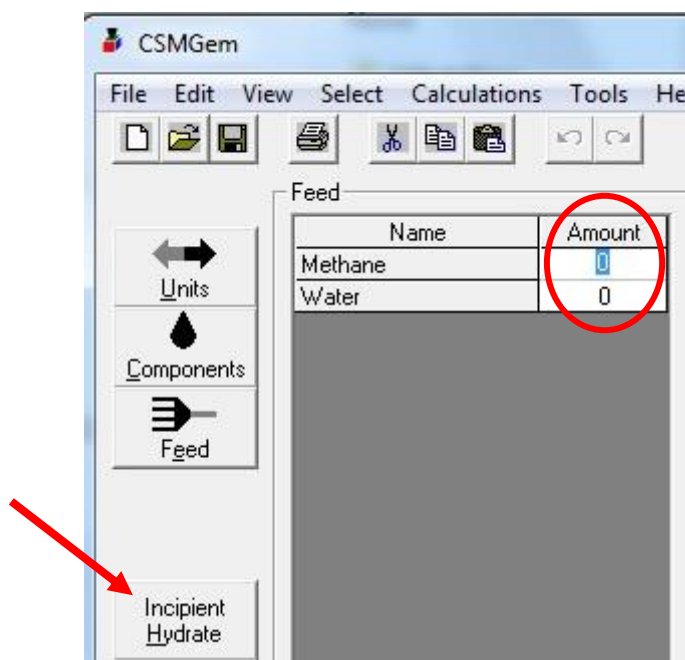 CSMGem
File Edit View Select Calculations Tools He
Feed
Name Amount
Methane 0
Water 0
Units
Components
Feed
Incipient
Hydrate